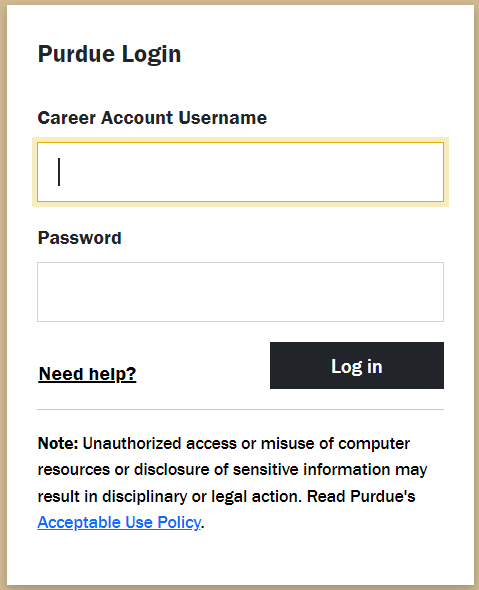 Purdue Login
Career Account Username
Password
Need help?
Log in
Note: Unauthorized access or misuse of computer
resources or disclosure of sensitive information may
result in disciplinary or legal action. Read Purdue's
Acceptable Use Policy.